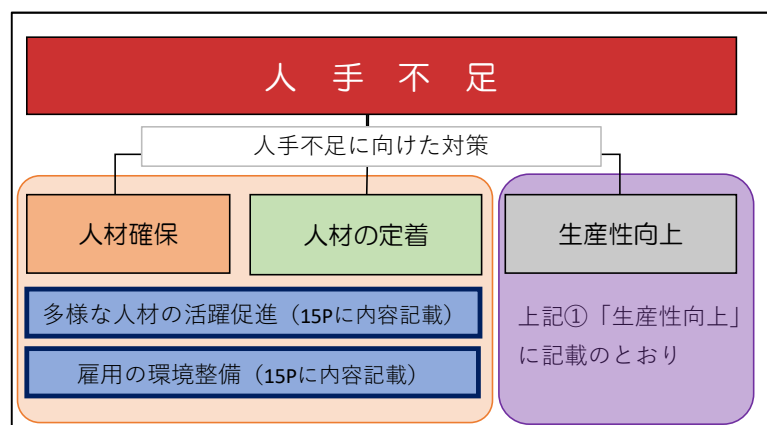 人手不足
人手不足に向けた対策
人材確保
人材の定着
生産性向上
多様な人材の活躍促進（15Pに内容記載）
雇用の環境整備（15Pに内容記載）
上記①「生産性向上」
に記載のとおり